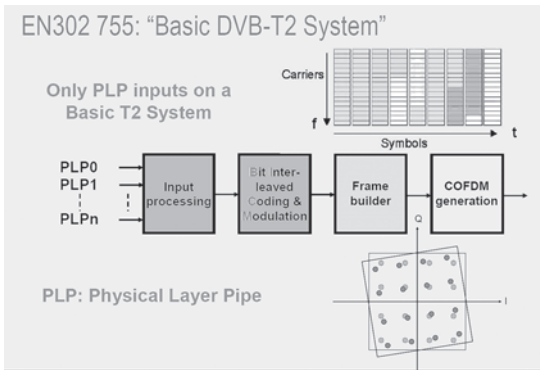 EN302 755: “Basic DVB-T2 System”
Only PLP inputs on a
Basic T2 System
Carriers
f
t
Symbols
PLP0
PLP1
PLPn
Input
processing
Bit Inter-
leaved
Coding &
Modulation
Frame
builder
COFDM
generation
Q
I
PLP: Physical Layer Pipe